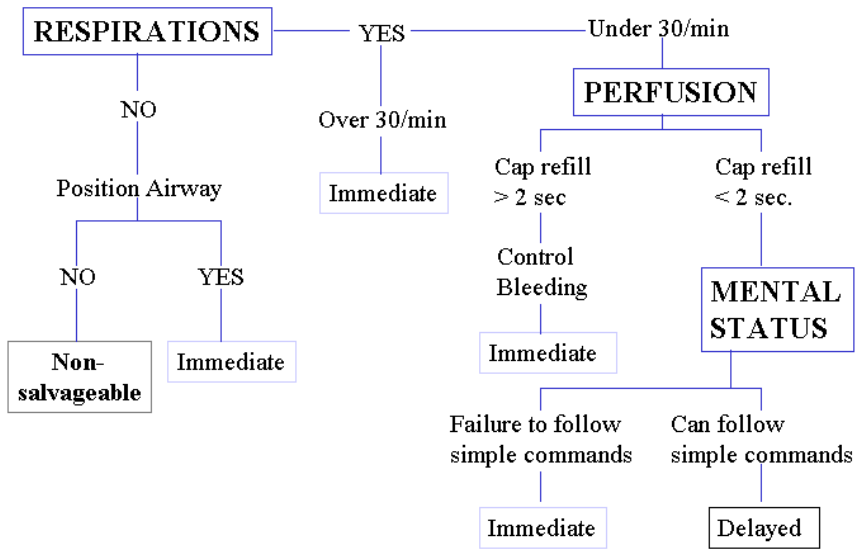 RESPIRATIONS
YES
Under 30/min
NO
Over 30/min
PERFUSION
Position Airway
Immediate
Cap refill
> 2 sec
Cap refill
< 2 sec.
NO
YES
Control
Bleeding
MENTAL
STATUS
Non-
salvageable
Immediate
Immediate
Failure to follow
simple commands
Can follow
simple commands
Immediate
Delayed